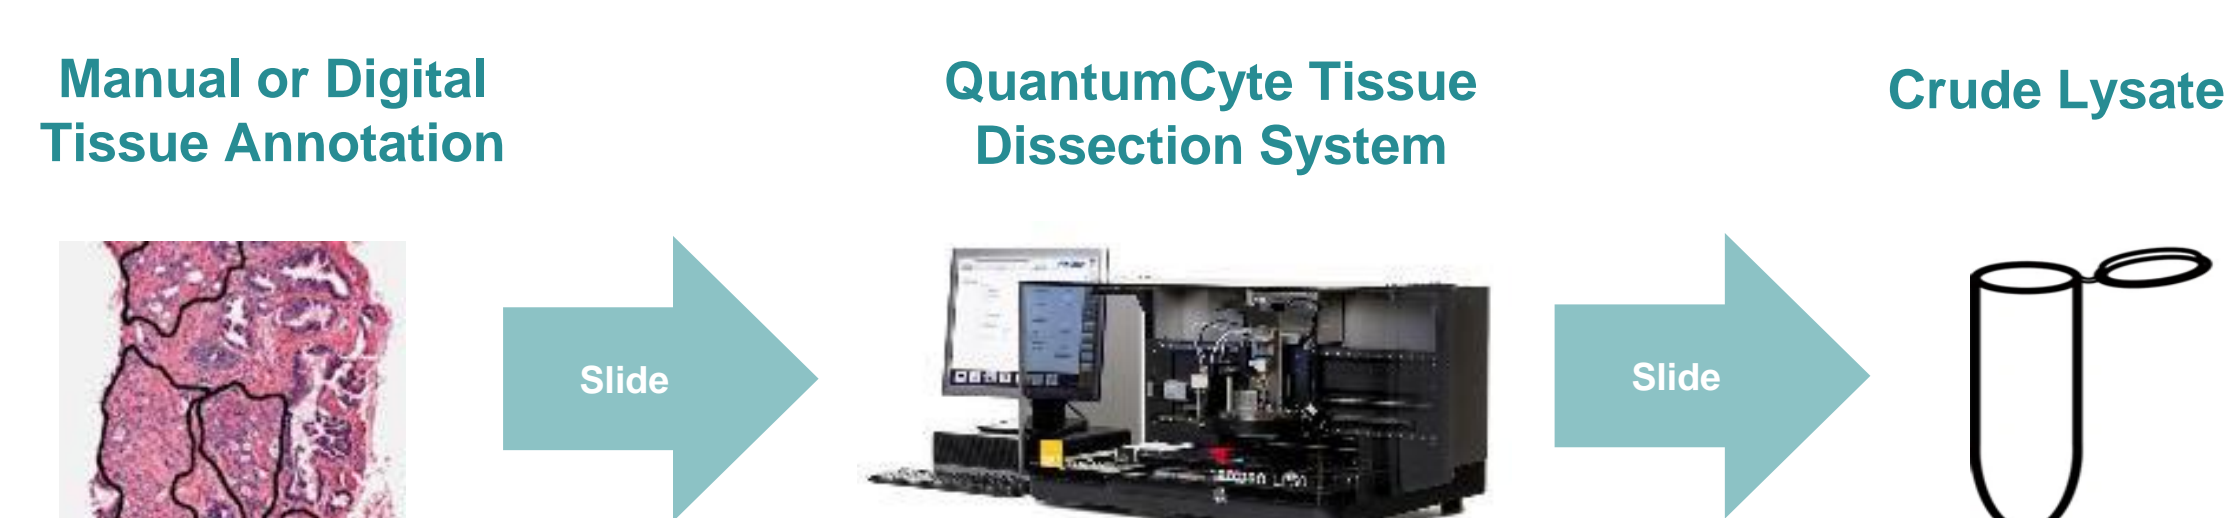 Manual or Digital
Tissue Annotation
QuantumCyte Tissue
Dissection System
Crude Lysate
Slide
Slide